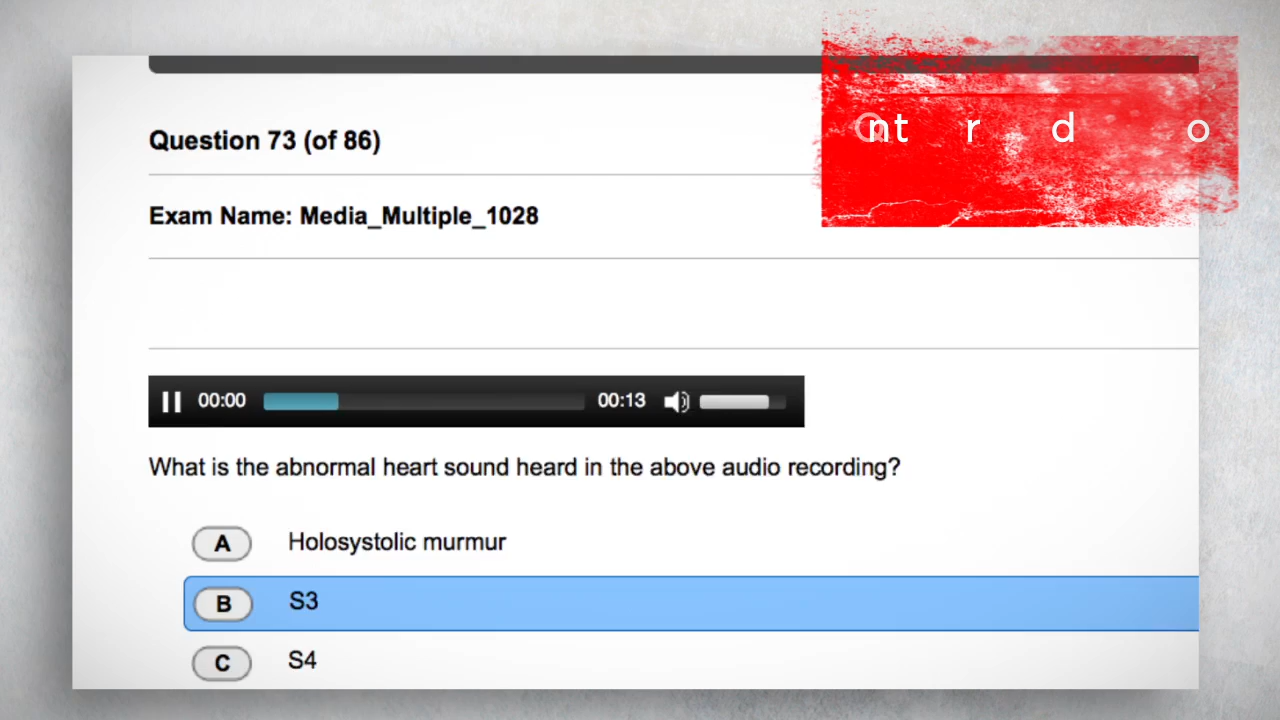 Question 73 (of 86)
Exam Name: Media_Multiple_1028
00:00 00:13
What is the abnormal heart sound heard in the above audio recording?
A Holosystolic murmur
B S3
C S4